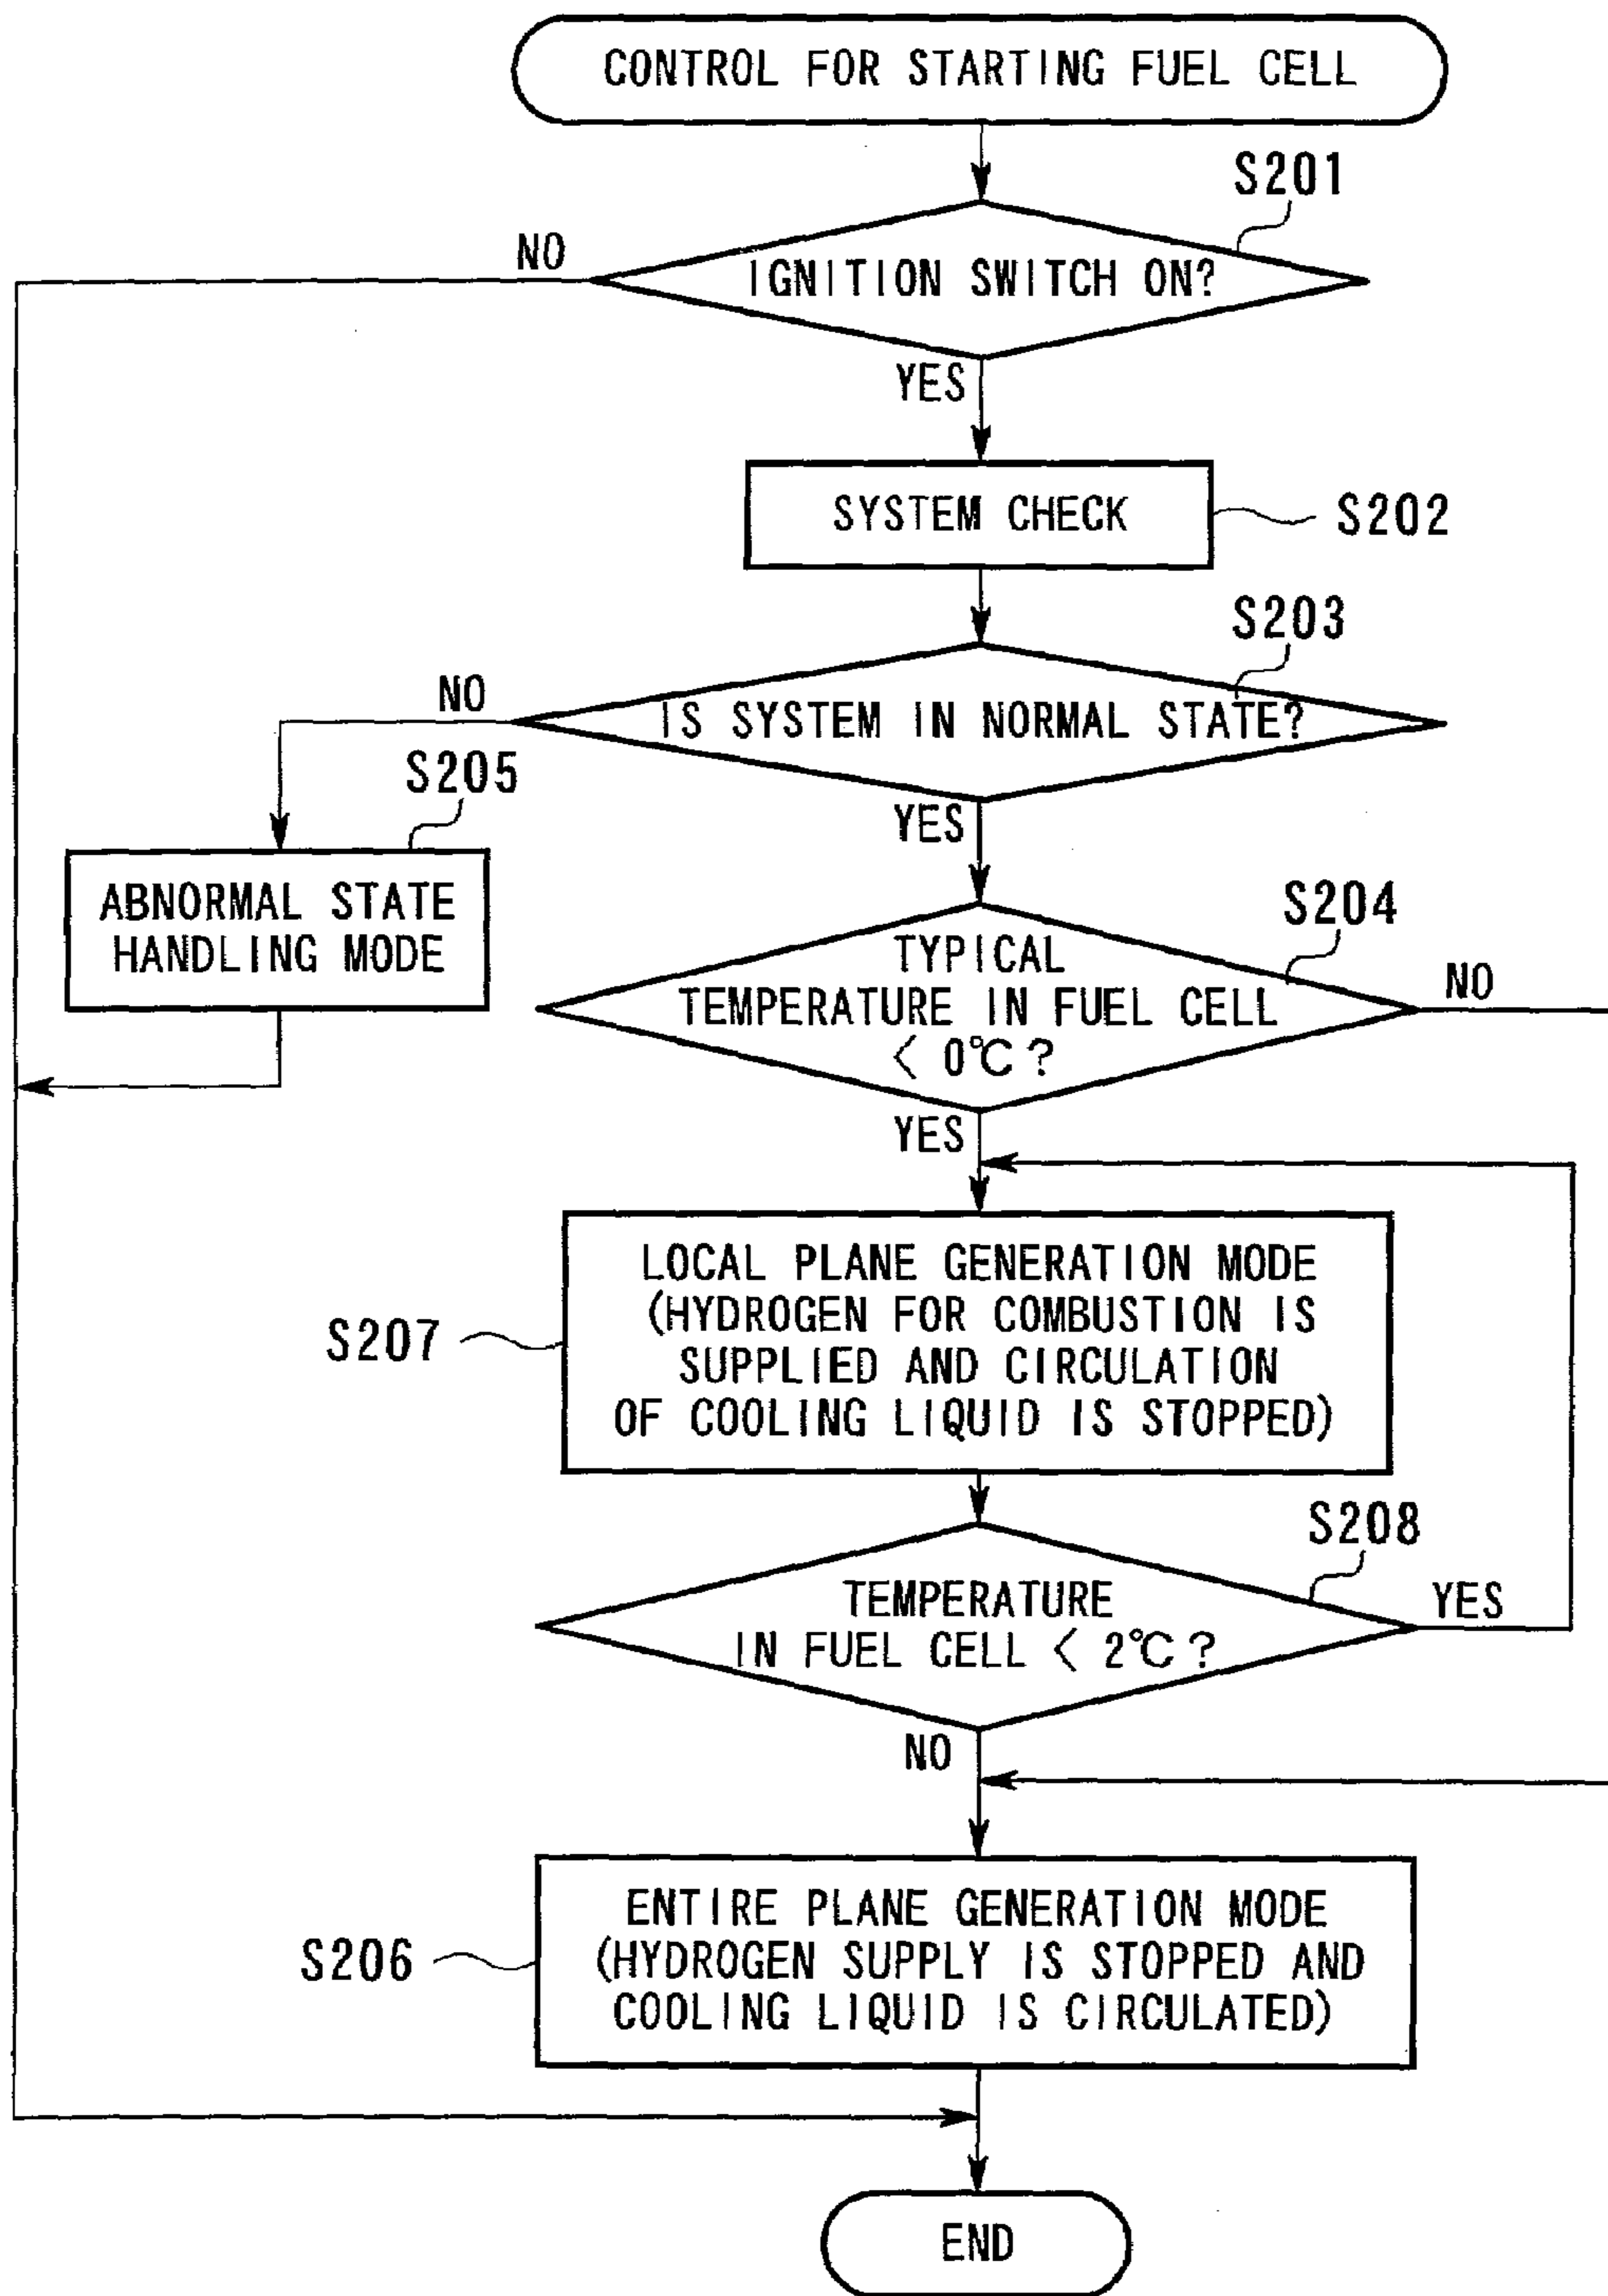 CONTROL FOR STARTING FUEL CELL
S201
NO
IGNITION SWITCH ON?
YES
SYSTEM CHECK
S202
S203
NO
IS SYSTEM IN NORMAL STATE?
S205
YES
ABNORMAL STATE
HANDLING MODE
S204
TYPICAL
TEMPERATURE IN FUEL CELL
< 0℃?
NO
YES
LOCAL PLANE GENERATION MODE
(HYDROGEN FOR COMBUSTION IS
SUPPLIED AND CIRCULATION
OF COOLING LIQUID IS STOPPED)
S207
S208
TEMPERATURE
IN FUEL CELL < 2℃?
YES
NO
ENTIRE PLANE GENERATION MODE
(HYDROGEN SUPPLY IS STOPPED AND
COOLING LIQUID IS CIRCULATED)
S206
END